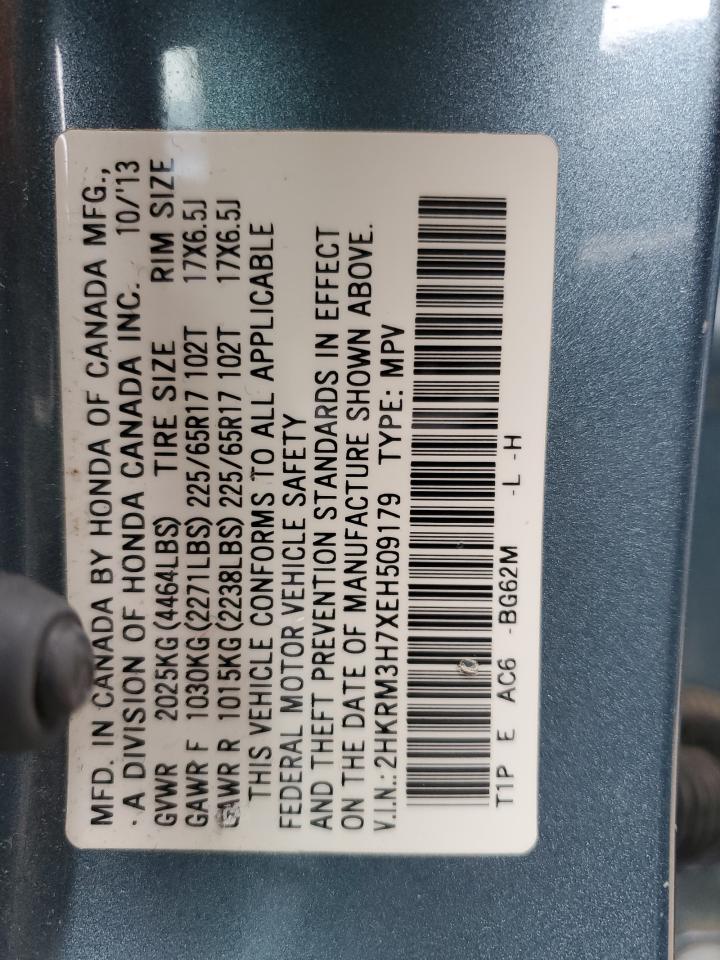 MFD. IN CANADA BY HONDA OF CANADA MFG.,
A DIVISION OF HONDA CANADA INC. 10/'13
GVWR 2025KG (4464LBS) TIRE SIZE RIM SIZE
GAWR F 1030KG (2271LBS) 225/65R17 102T 17X6.5J
GAWR R 1015KG (2238LBS) 225/65R17 102T 17X6.5J
THIS VEHICLE CONFORMS TO ALL APPLICABLE
FEDERAL MOTOR VEHICLE SAFETY
AND THEFT PREVENTION STANDARDS IN EFFECT
ON THE DATE OF MANUFACTURE SHOWN ABOVE.
V.I.N.: 2HKRM3H7XEH509179 TYPE: MPV
T1P E AC6 -BG62M -L -H